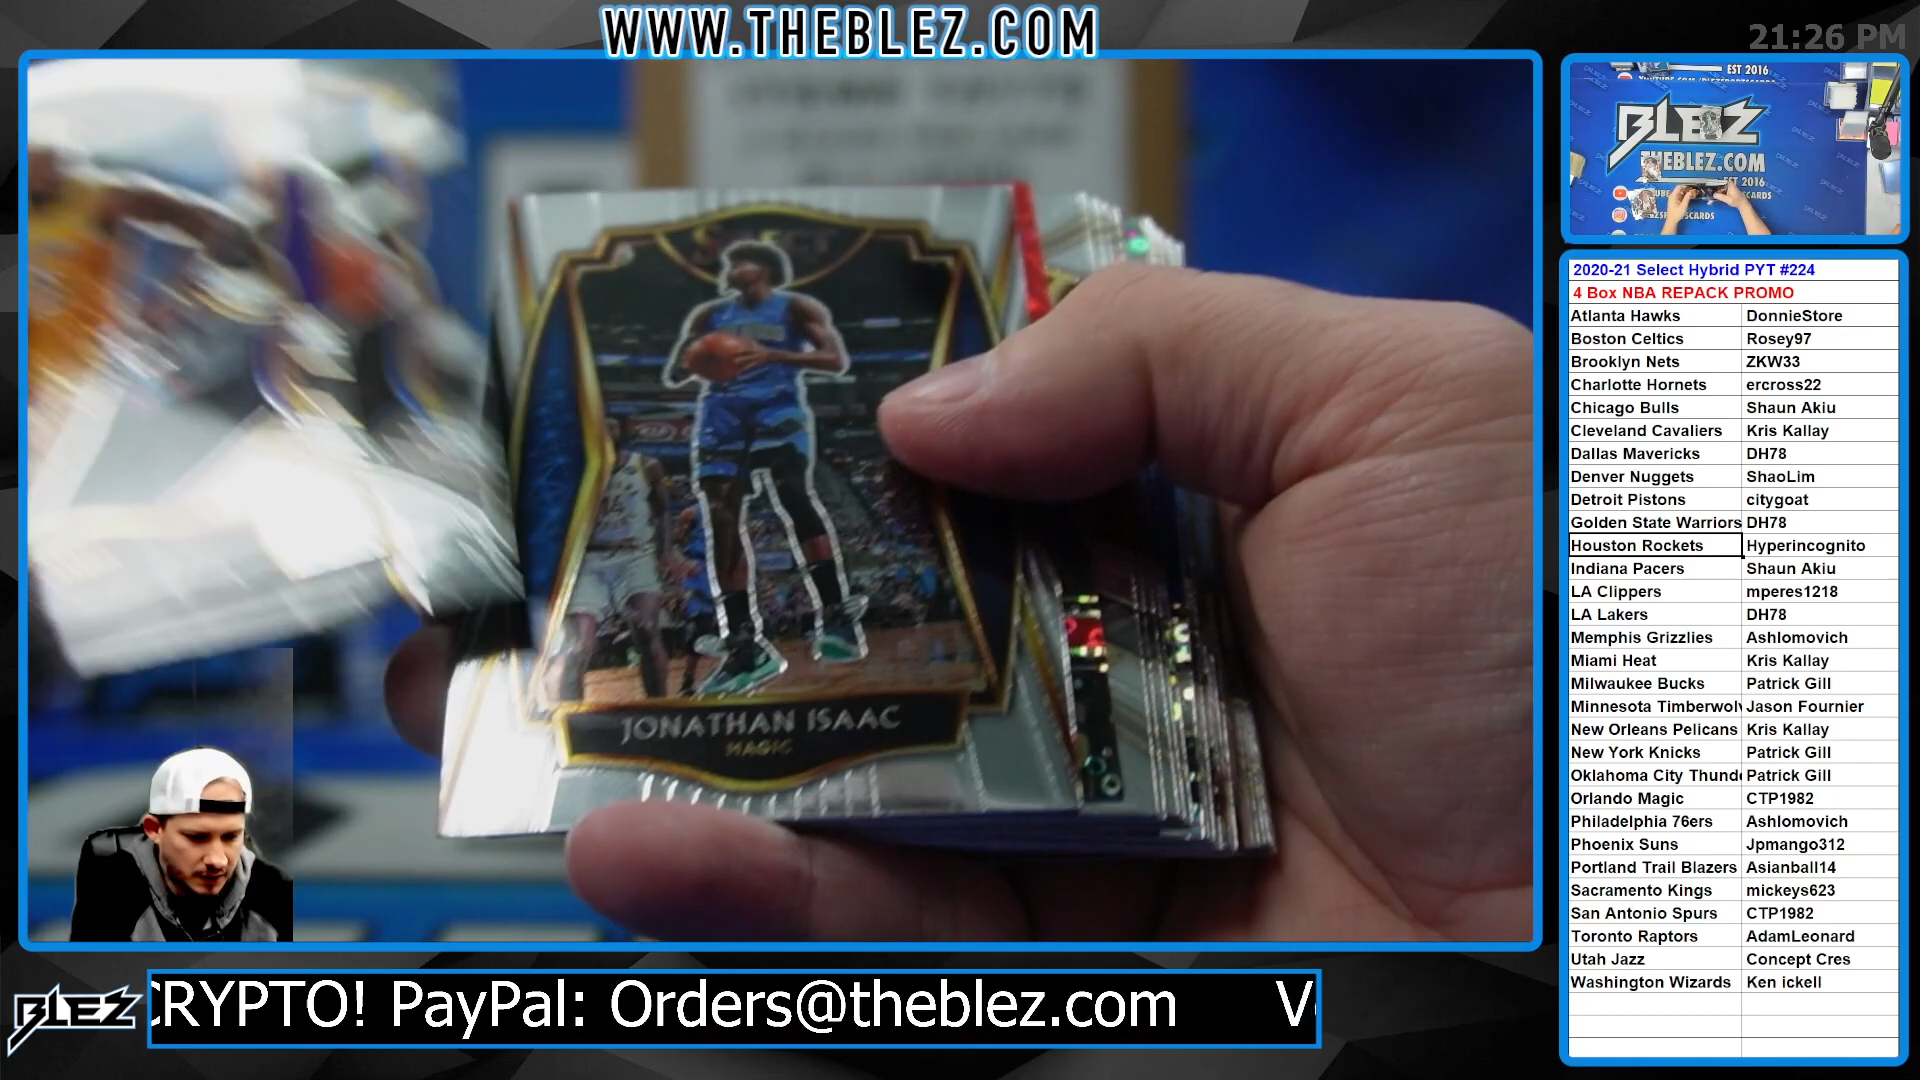 WWW.THEBLEZ.COM
21:26 PM
EST 2016
BLEZ
THEBLEZ.COM
EST 2016
SELECT
JONATHAN ISAAC
MAGIC
2020-21 Select Hybrid PYT #224
4 Box NBA REPACK PROMO
Atlanta Hawks DonnieStore
Boston Celtics Rosey97
Brooklyn Nets ZKW33
Charlotte Hornets ercross22
Chicago Bulls Shaun Akiu
Cleveland Cavaliers Kris Kallay
Dallas Mavericks DH78
Denver Nuggets ShaoLim
Detroit Pistons citygoat
Golden State Warriors DH78
Houston Rockets Hyperincognito
Indiana Pacers Shaun Akiu
LA Clippers mperes1218
LA Lakers DH78
Memphis Grizzlies Ashlomovich
Miami Heat Kris Kallay
Milwaukee Bucks Patrick Gill
Minnesota Timberwolv Jason Fournier
New Orleans Pelicans Kris Kallay
New York Knicks Patrick Gill
Oklahoma City Thunde Patrick Gill
Orlando Magic CTP1982
Philadelphia 76ers Ashlomovich
Phoenix Suns Jpmango312
Portland Trail Blazers Asianball14
Sacramento Kings mickeys623
San Antonio Spurs CTP1982
Toronto Raptors AdamLeonard
Utah Jazz Concept Cres
Washington Wizards Ken ickell
BLEZ
CRYPTO! PayPal: Orders@theblez.com